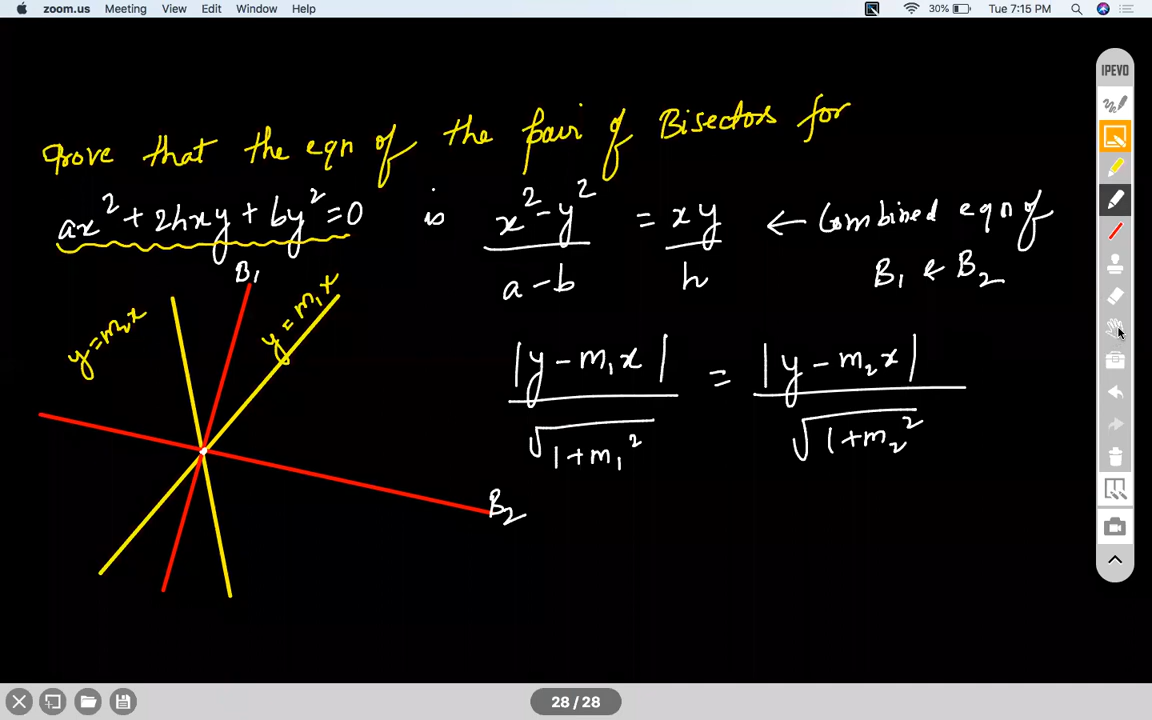 zoom.us Meeting View Edit Window Help 30% Tue 7:15 PM
IPEVO
Prove that the eqn of the pair of Bisectors for
ax² + 2hxy + by² = 0 is x² - y² / a - b = xy / h ← Combined eqn of
B₁ & B₂
B₁
y = m₂x
y = m₁x
|y - m₁x| / √1+m₁² = |y - m₂x| / √1+m₂²
B₂
28 / 28